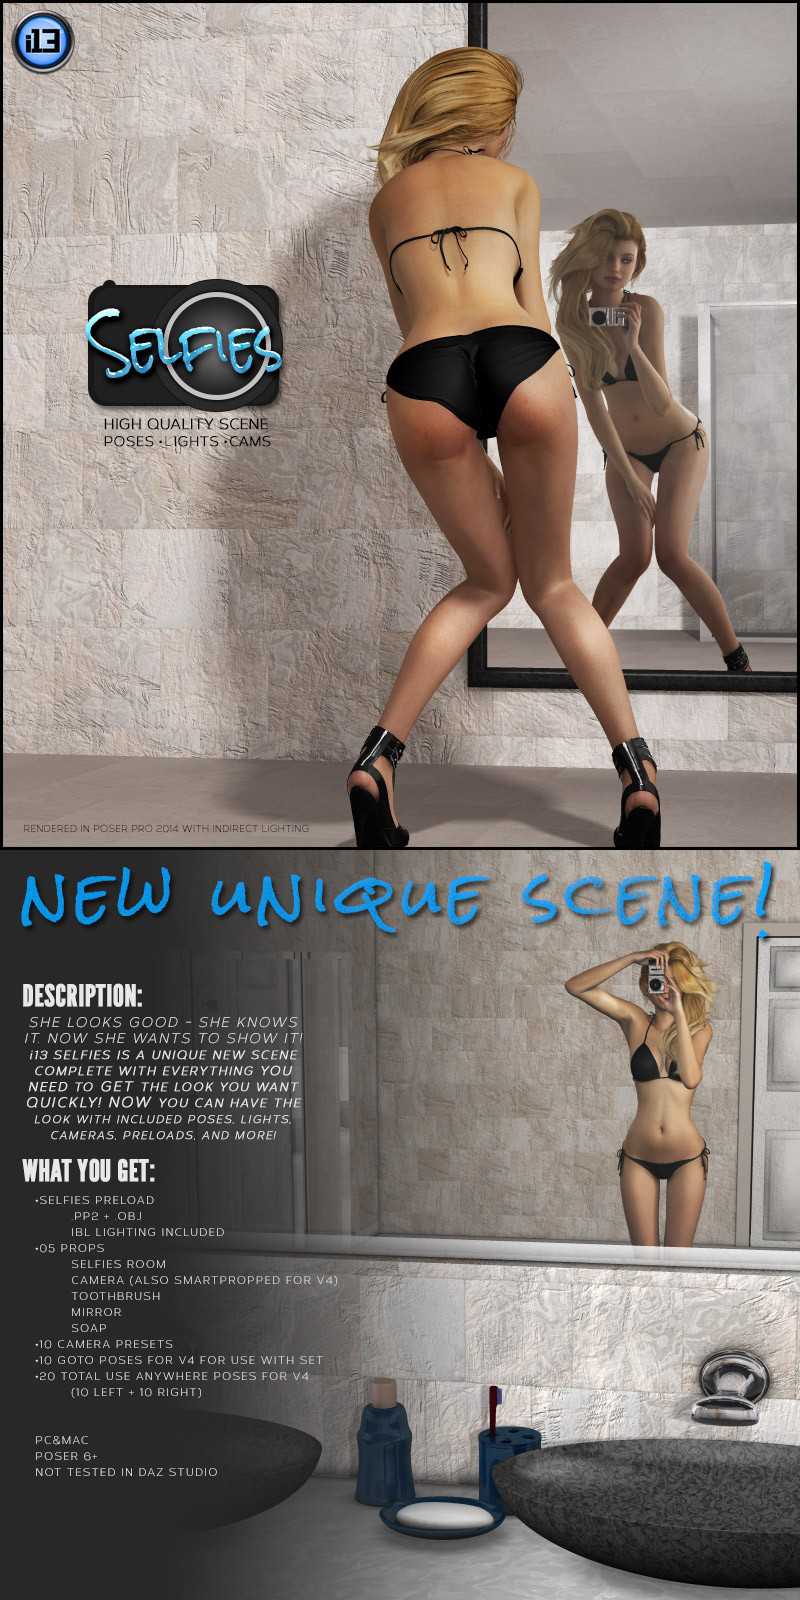 i13
SELFIES
HIGH QUALITY SCENE
POSES • LIGHTS • CAMS
RENDERED IN POSER PRO 2014 WITH INDIRECT LIGHTING
NEW UNIQUE SCENE!
DESCRIPTION:
SHE LOOKS GOOD - SHE KNOWS
IT. NOW SHE WANTS TO SHOW IT!
i13 SELFIES IS A UNIQUE NEW SCENE
COMPLETE WITH EVERYTHING YOU
NEED TO GET THE LOOK YOU WANT
QUICKLY! NOW YOU CAN HAVE THE
LOOK WITH INCLUDED POSES, LIGHTS,
CAMERAS, PRELOADS, AND MORE!
WHAT YOU GET:
•SELFIES PRELOAD
.PP2 + .OBJ
IBL LIGHTING INCLUDED
•05 PROPS
SELFIES ROOM
CAMERA (ALSO SMARTPROPPED FOR V4)
TOOTHBRUSH
MIRROR
SOAP
•10 CAMERA PRESETS
•10 GOTO POSES FOR V4 FOR USE WITH SET
•20 TOTAL USE ANYWHERE POSES FOR V4
(10 LEFT + 10 RIGHT)
PC&MAC
POSER 6+
NOT TESTED IN DAZ STUDIO